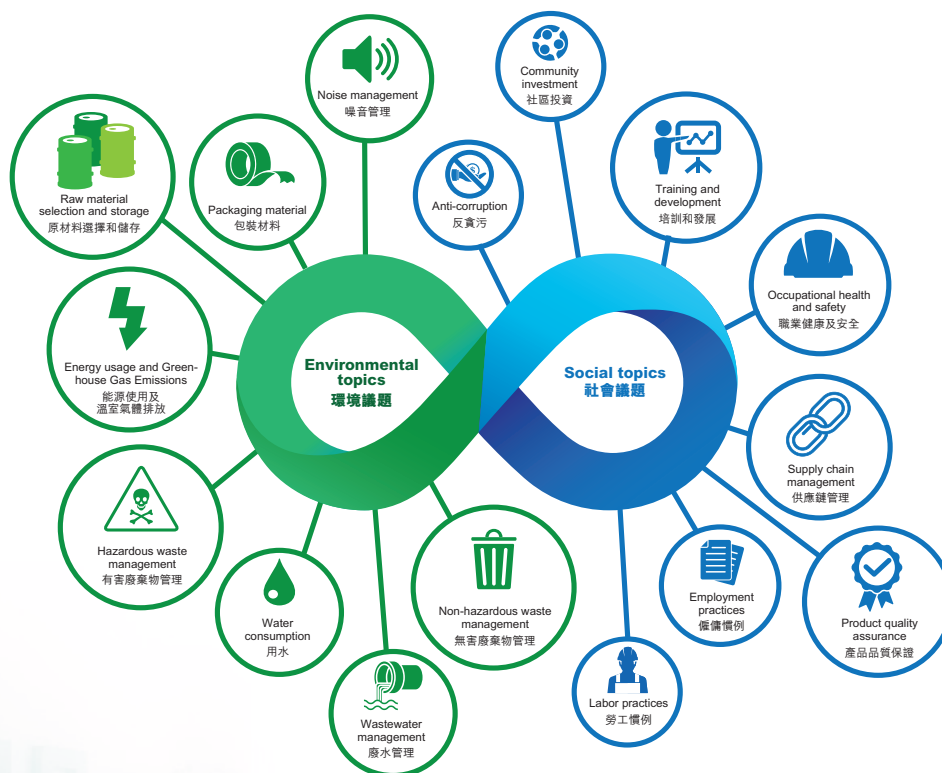 Noise management
噪音管理
Community
investment
社區投資
Raw material
selection and storage
原材料選擇和儲存
Packaging material
包裝材料
Anti-corruption
反貪污
Training and
development
培訓和發展
Energy usage and Green-
house Gas Emissions
能源使用及
溫室氣體排放
Environmental
topics
環境議題
Social topics
社會議題
Occupational health
and safety
職業健康及安全
Hazardous waste
management
有害廢棄物管理
Supply chain
management
供應鏈管理
Water
consumption
用水
Non-hazardous waste
management
無害廢棄物管理
Employment
practices
僱傭慣例
Product quality
assurance
產品品質保證
Wastewater
management
廢水管理
Labor practices
勞工慣例